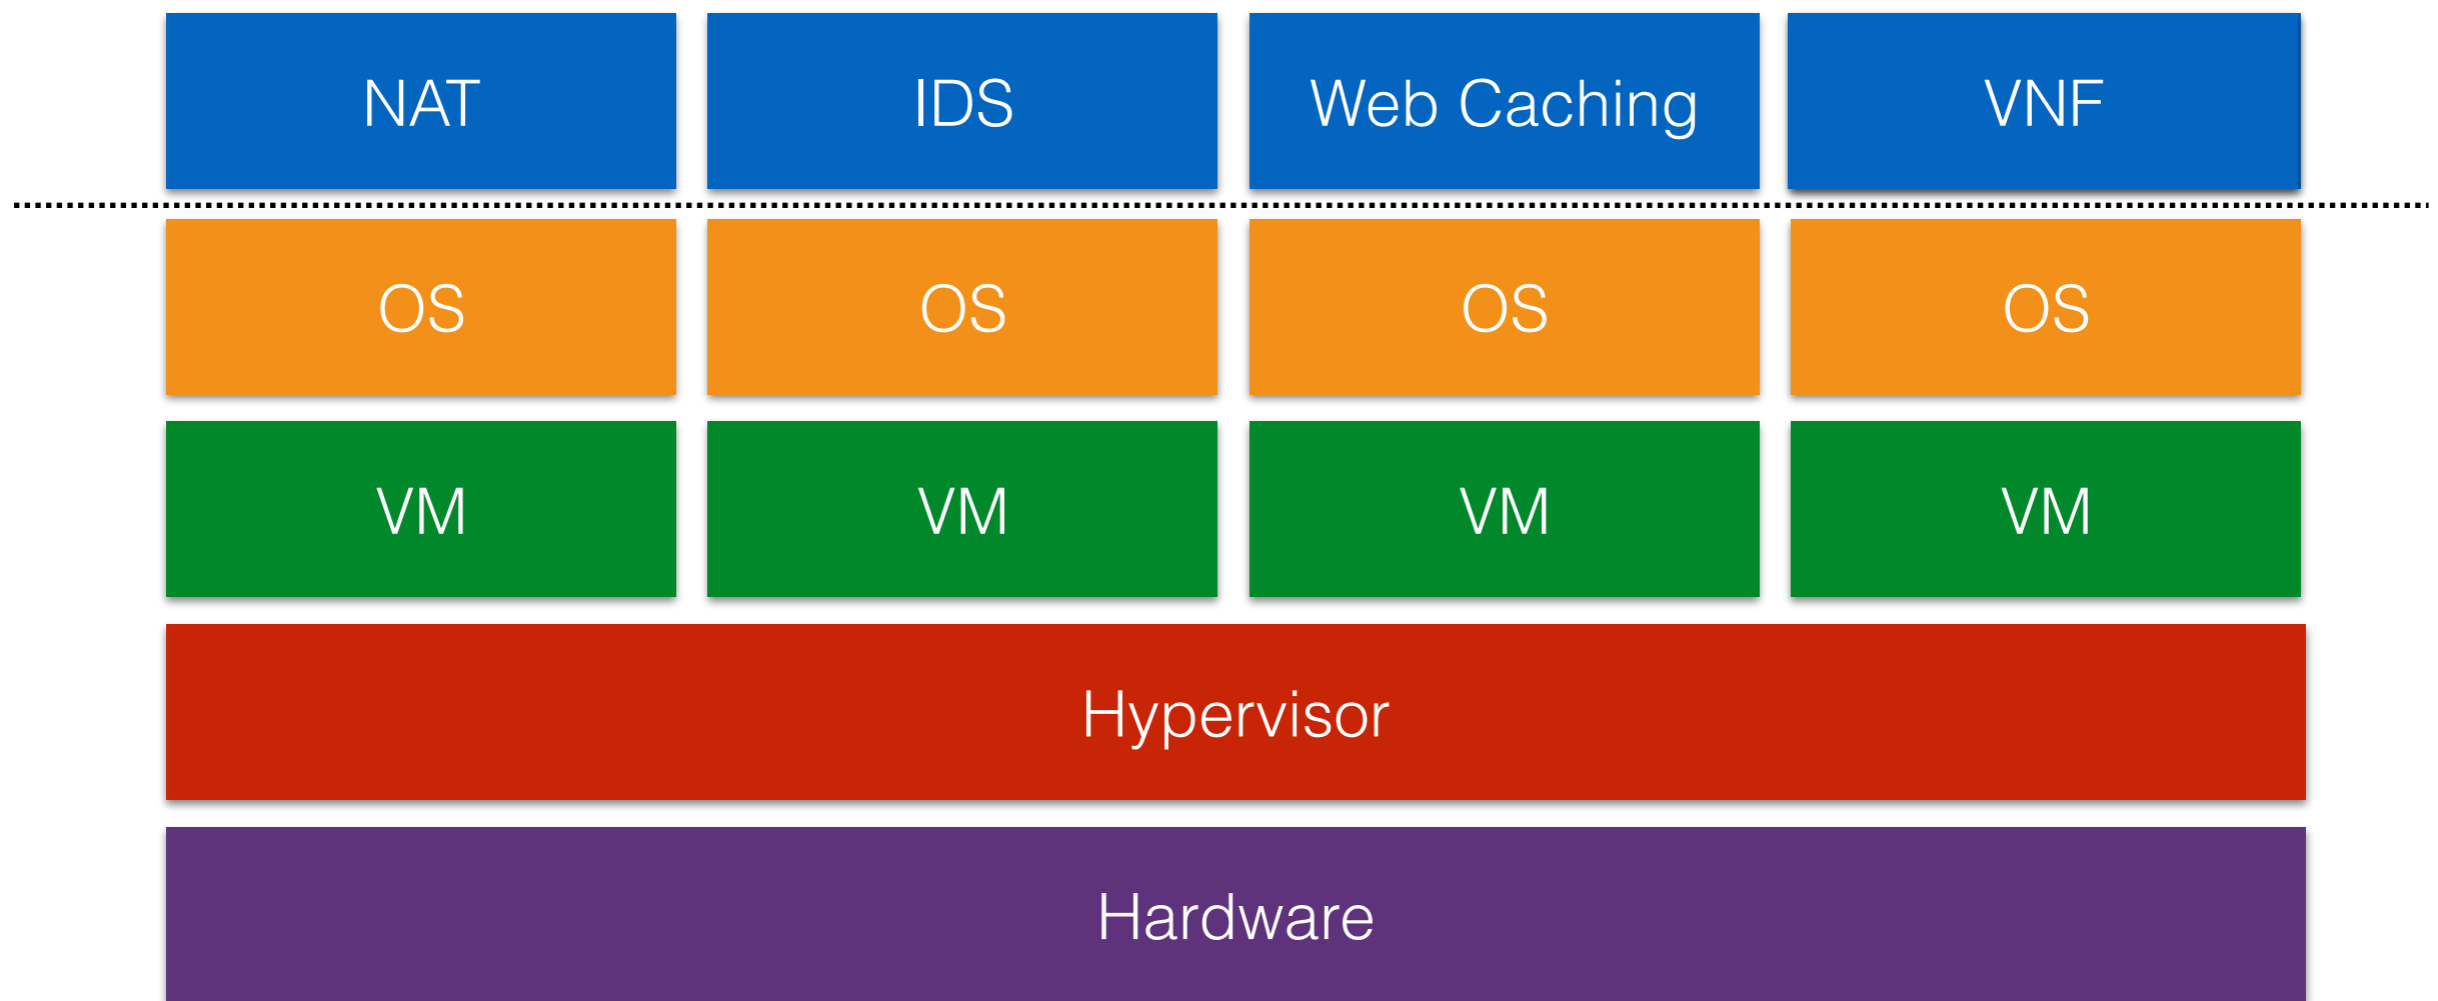 NAT
IDS
Web Caching
VNF
OS
OS
OS
OS
VM
VM
VM
VM
Hypervisor
Hardware